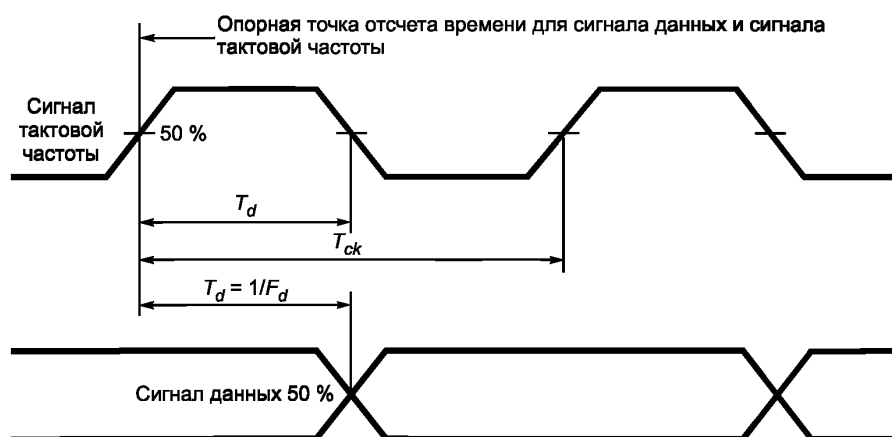 Опорная точка отсчета времени для сигнала данных и сигнала
тактовой частоты
Сигнал
тактовой
частоты
50 %
T_d
T_ck
T_d = 1/F_d
Сигнал данных 50 %